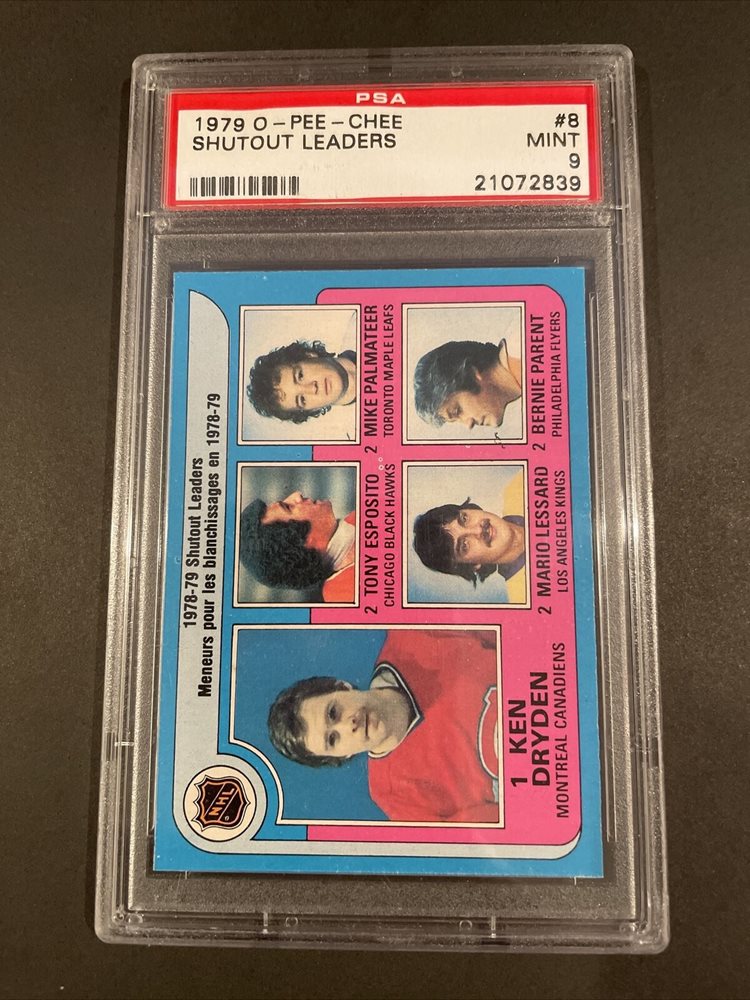 PSA
1979 O-PEE-CHEE #8
SHUTOUT LEADERS MINT
9
21072839
1978-79 Shutout Leaders
Meneurs pour les blanchissages en 1978-79
NHL
1 KEN
DRYDEN
MONTREAL CANADIENS
2 TONY ESPOSITO
CHICAGO BLACK HAWKS
2 MIKE PALMATEER
TORONTO MAPLE LEAFS
2 MARIO LESSARD
LOS ANGELES KINGS
2 BERNIE PARENT
PHILADELPHIA FLYERS